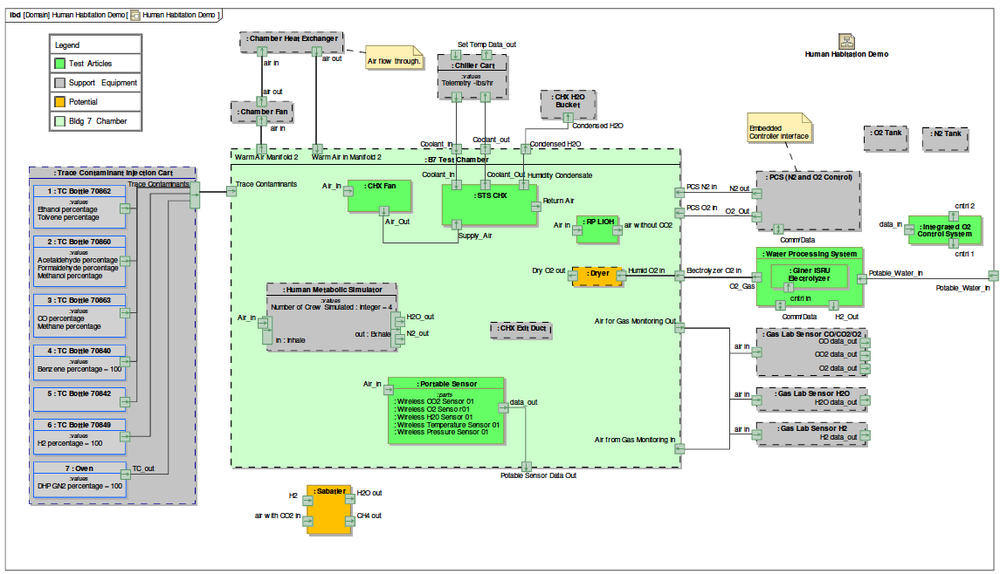 ibd [Domain] Human Habitation Demo [ Human Habitation Demo ]
Legend
Test Articles
Support Equipment
Potential
Bldg 7 Chamber
: Chamber Heat Exchanger
air in
air out
Air flow through.
air out
: Chamber Fan
air in
Set Temp Data_out
: Chiller Cart
:values
Telemetry -lbs/hr
: CHX H2O
Bucket
Condensed H2O
Human Habitation Demo
Embedded
Controller Interface
: O2 Tank
: N2 Tank
Coolant_in
Coolant_out
Condensed H2O
Warm Air Manifold 2
Warm Air in Manifold 2
: B7 Test Chamber
: Trace Contaminant Injection Cart
Trace Contaminants
1 : TC Bottle 70862
:values
Ethanol percentage
Tolvene percentage
2 : TC Bottle 70860
:values
Acetaldehyde percentage
Formaldehyde percentage
Methanol percentage
3 : TC Bottle 70863
:values
CO percentage
Methane percentage
4 : TC Bottle 70840
:values
Benzene percentage = 100
5 : TC Bottle 70842
6 : TC Bottle 70849
:values
H2 percentage = 100
7 : Oven
:values
DHP GN2 percentage = 100
TC_out
Trace Contaminants
Air_in
: CHX Fan
Air_Out
Coolant_In
Coolant_Out
Humidity Condensate
: STS CHX
Return Air
Supply_Air
: RP LIOH
Air in
air without CO2
PCS N2 in
N2 out
PCS O2 in
O2_Out
: PCS (N2 and O2 Control)
Comm/Data
cntrl 2
data_in
: Integrated O2
Control System
cntrl 1
Dry O2 out
: Dryer
Humid O2 in
Electrolyzer O2 in
O2_Gas
: Water Processing System
: Giner ISRU
Electrolyzer
cntrl in
Comm/Data
H2_Out
Potable_Water_In
Potable_Water_In
: Human Metabolic Simulator
:values
Number of Crew Simulated : Integer = 4
Air_in
in : Inhale
out : Exhale
H2O_out
N2_out
: CHX Exit Duct
Air for Gas Monitoring Out
air in
: Gas Lab Sensor CO/CO2/O2
CO data_out
CO2 data_out
O2 data_out
air in
: Gas Lab Sensor H2O
H2O data_out
air in
: Gas Lab Sensor H2
H2 data_out
Air from Gas Monitoring In
Air_in
: Portable Sensor
:parts
: Wireless CO2 Sensor 01
: Wireless O2 Senso r01
: Wireless H20 Sensor 01
: Wireless Temperature Sensor 01
: Wireless Pressure Sensor 01
data_out
Potable Sensor Data Out
: Sabatier
H2
air with CO2 in
H2O out
CH4 out